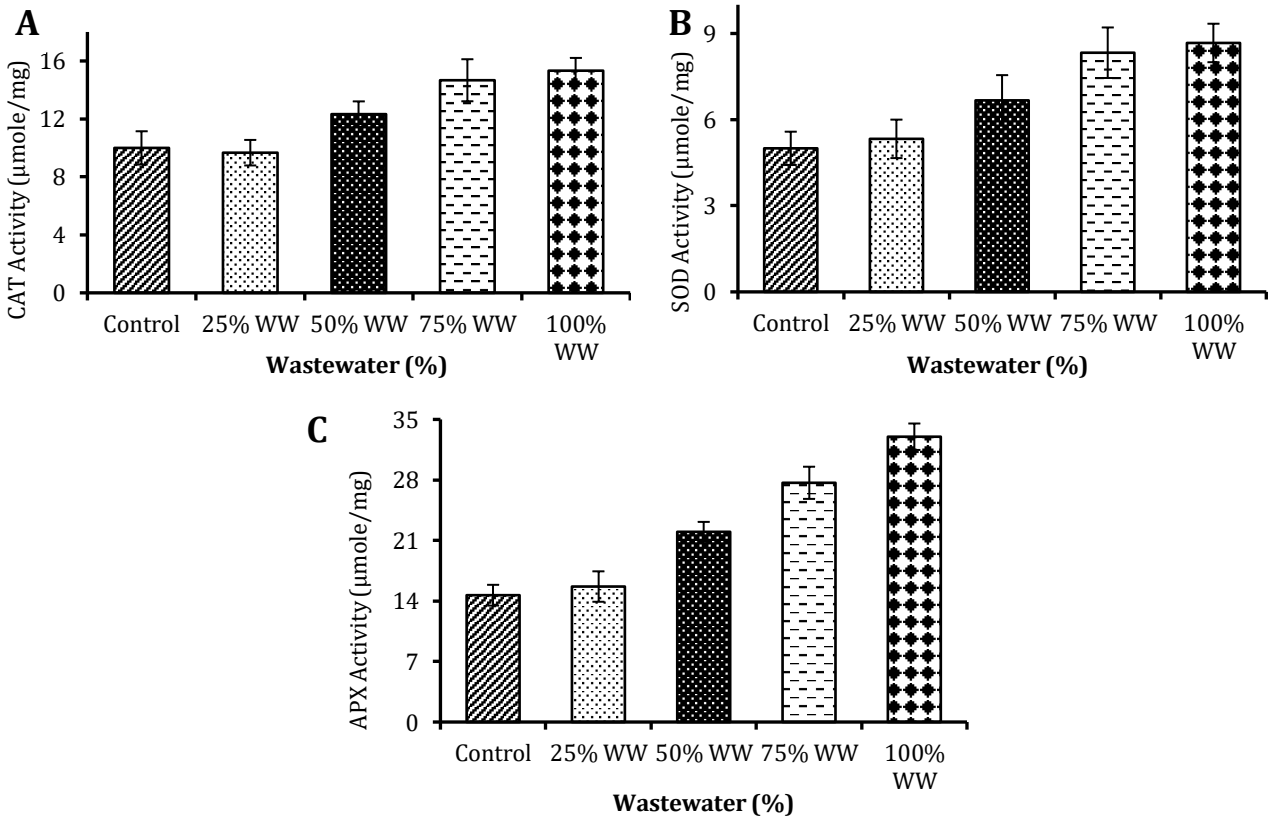 A
CAT Activity (µmole/mg)
16
12
8
4
0
Control 25% WW 50% WW 75% WW 100%
WW
Wastewater (%)
B
SOD Activity (µmole/mg)
9
6
3
0
Control 25% WW 50% WW 75% WW 100%
WW
Wastewater (%)
C
APX Activity (µmole/mg)
35
28
21
14
7
0
Control 25% WW 50% WW 75% WW 100%
WW
Wastewater (%)